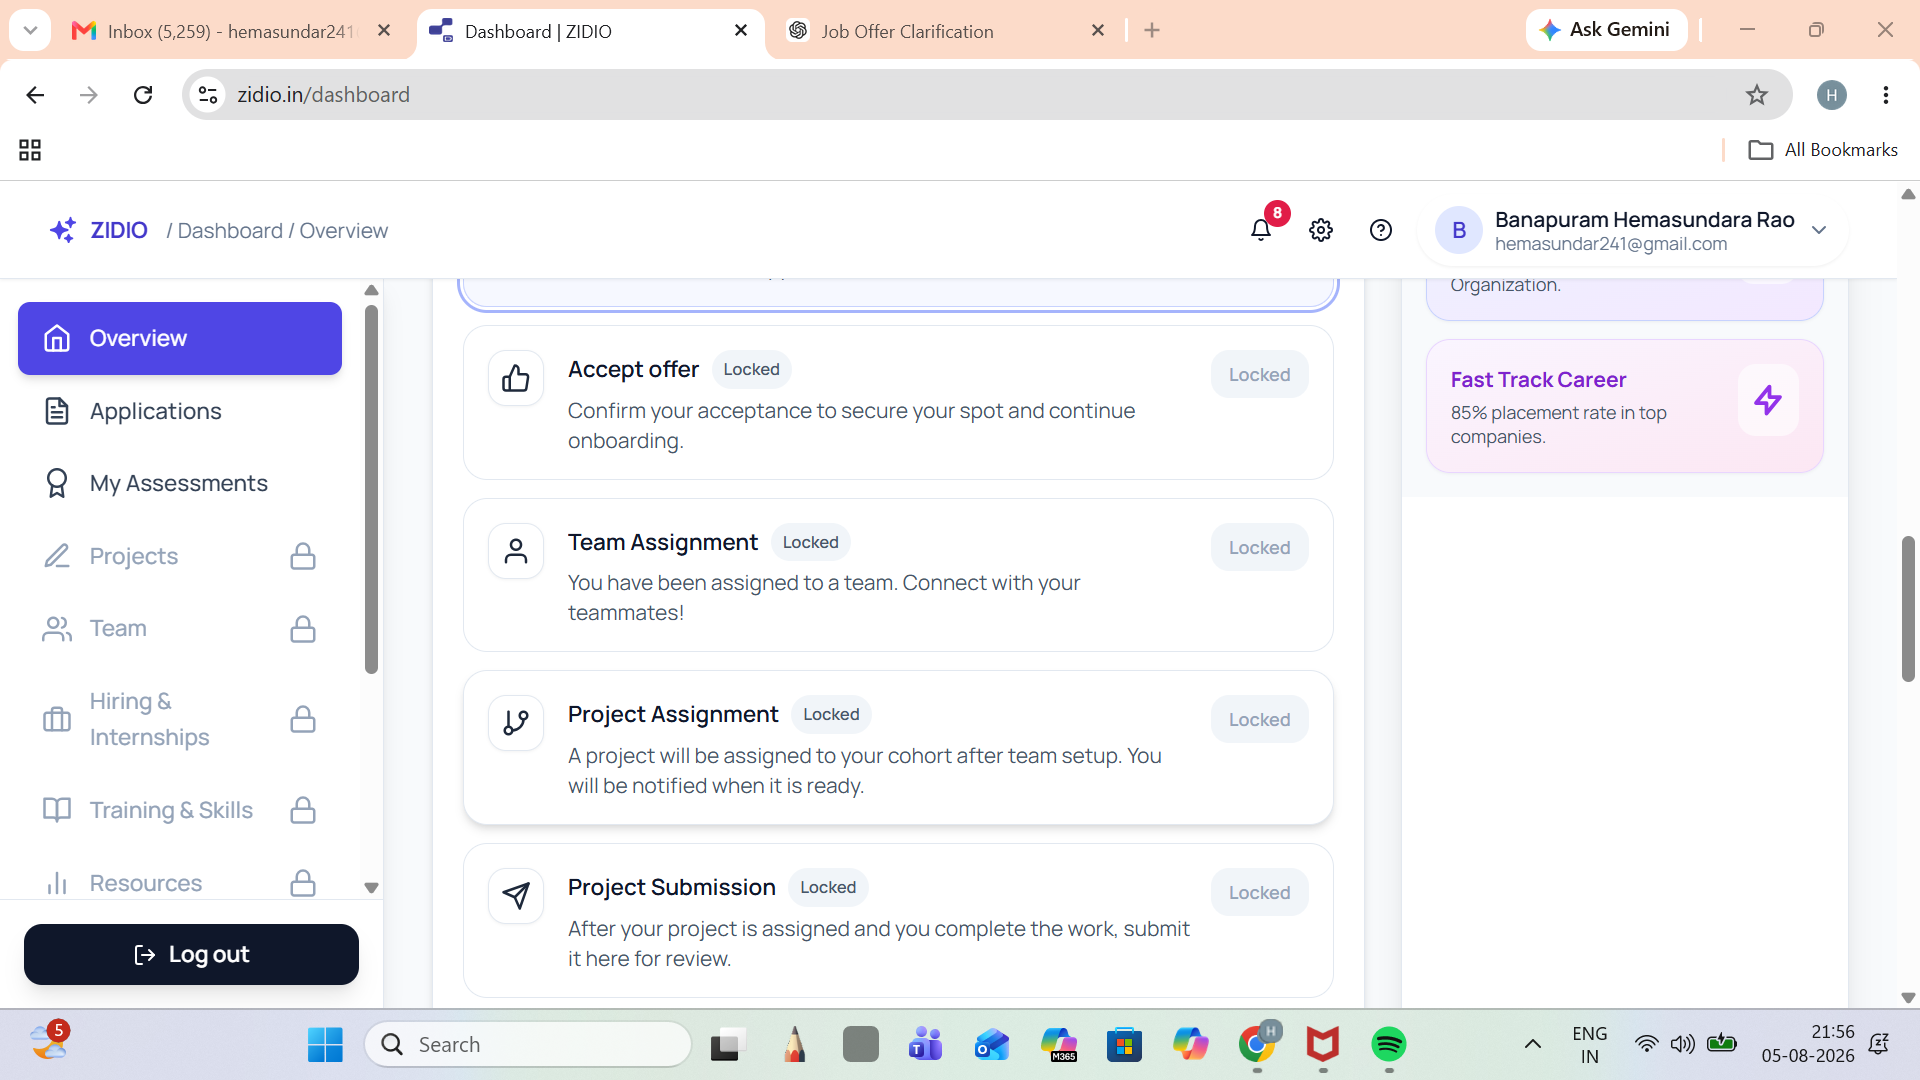 Inbox (5,259) - hemasundar241
Dashboard | ZIDIO
Job Offer Clarification
Ask Gemini
zidio.in/dashboard
H
All Bookmarks
ZIDIO / Dashboard / Overview
8
B
Banapuram Hemasundara Rao
hemasundar241@gmail.com
Overview
Applications
My Assessments
Projects
Team
Hiring &
Internships
Training & Skills
Resources
Log out
Accept offer Locked
Locked
Confirm your acceptance to secure your spot and continue
onboarding.
Team Assignment Locked
Locked
You have been assigned to a team. Connect with your
teammates!
Project Assignment Locked
Locked
A project will be assigned to your cohort after team setup. You
will be notified when it is ready.
Project Submission Locked
Locked
After your project is assigned and you complete the work, submit
it here for review.
Organization.
Fast Track Career
85% placement rate in top
companies.
5
Search
T
O
M365
H
ENG
IN
21:56
05-08-2026